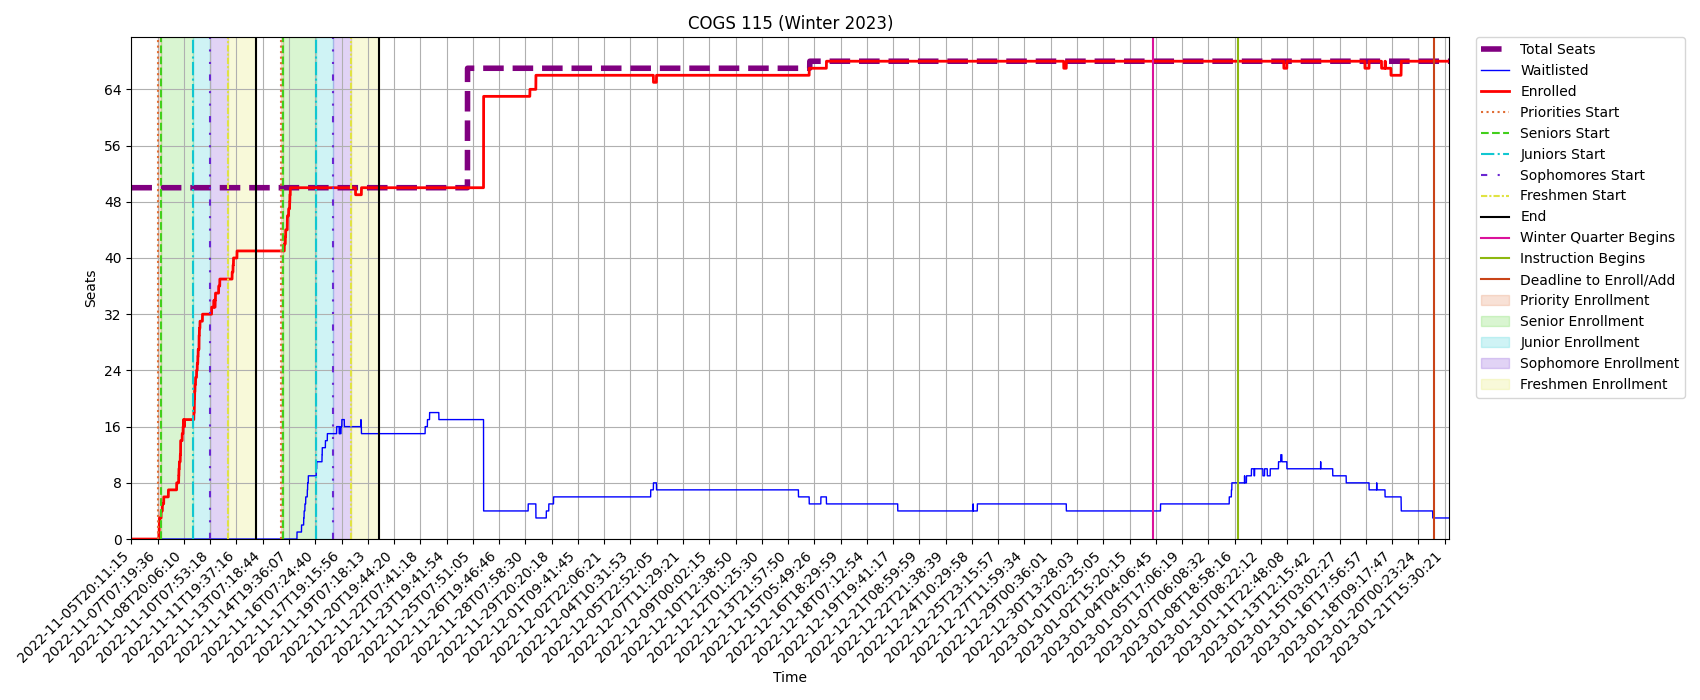 COGS 115 (Winter 2023)
Seats
64
56
48
40
32
24
16
8
0
2022-11-05T20:11:15
2022-11-07T07:19:36
2022-11-08T20:06:10
2022-11-10T07:53:18
2022-11-11T19:37:16
2022-11-13T07:18:44
2022-11-14T19:36:07
2022-11-16T07:24:40
2022-11-17T19:15:56
2022-11-19T07:18:13
2022-11-20T19:44:20
2022-11-22T07:41:18
2022-11-23T19:41:54
2022-11-25T07:51:05
2022-11-26T19:46:46
2022-11-28T07:58:30
2022-11-29T20:20:18
2022-12-01T09:41:45
2022-12-02T22:06:21
2022-12-04T10:31:53
2022-12-05T22:52:05
2022-12-07T11:29:21
2022-12-09T00:02:15
2022-12-10T12:38:50
2022-12-12T01:25:30
2022-12-13T21:57:50
2022-12-15T05:49:26
2022-12-16T18:29:59
2022-12-18T07:12:54
2022-12-19T19:41:17
2022-12-21T08:59:59
2022-12-22T21:38:39
2022-12-24T10:29:58
2022-12-25T23:15:57
2022-12-27T11:59:34
2022-12-29T00:36:01
2022-12-30T13:28:03
2023-01-01T02:25:05
2023-01-02T15:20:15
2023-01-04T04:06:45
2023-01-05T17:06:19
2023-01-07T06:08:32
2023-01-08T18:58:16
2023-01-10T08:22:12
2023-01-11T22:48:08
2023-01-13T12:15:42
2023-01-15T03:02:27
2023-01-16T17:56:57
2023-01-18T09:17:47
2023-01-20T00:23:24
2023-01-21T15:30:21
Time
Total Seats
Waitlisted
Enrolled
Priorities Start
Seniors Start
Juniors Start
Sophomores Start
Freshmen Start
End
Winter Quarter Begins
Instruction Begins
Deadline to Enroll/Add
Priority Enrollment
Senior Enrollment
Junior Enrollment
Sophomore Enrollment
Freshmen Enrollment